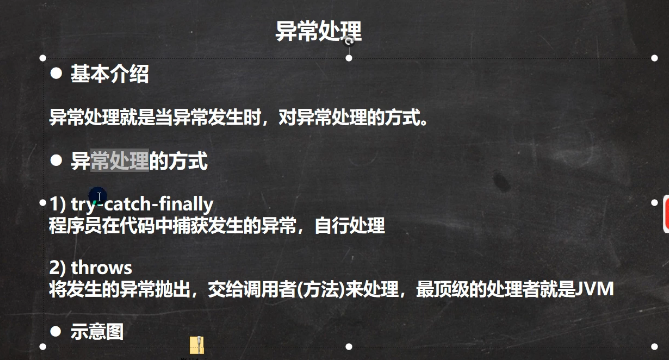 异常处理
● 基本介绍
异常处理就是当异常发生时，对异常处理的方式。
● 异常处理的方式
1) try-catch-finally
程序员在代码中捕获发生的异常，自行处理
2) throws
将发生的异常抛出，交给调用者(方法)来处理，最顶级的处理者就是JVM
● 示意图